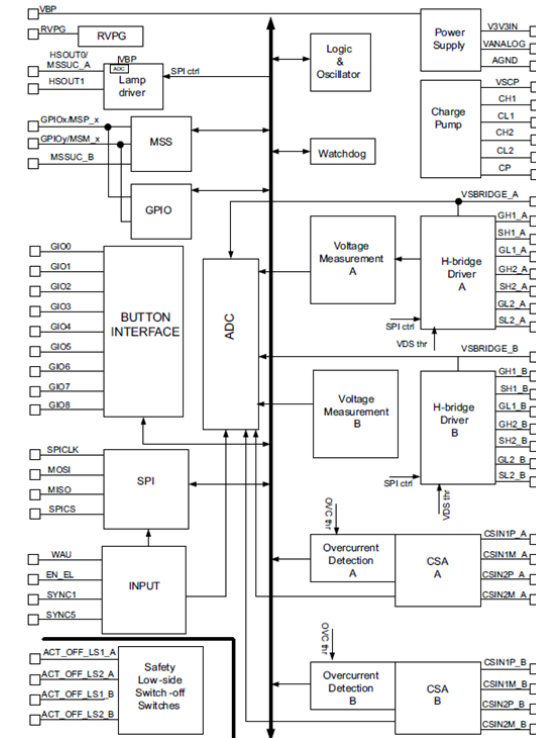 VBP
RVPG
RVPG
HSOUT0/
MSSUC_A
HSOUT1
VBP
ADC
Lamp
driver
SPI ctrl
GPIOx/MSP_x
GPIOy/MSM_x
MSSUC_B
MSS
GPIO
GIO0
GIO1
GIO2
GIO3
GIO4
GIO5
GIO6
GIO7
GIO8
BUTTON
INTERFACE
SPICLK
MOSI
MISO
SPICS
SPI
WAU
EN_EL
SYNC1
SYNC5
INPUT
ACT_OFF_LS1_A
ACT_OFF_LS2_A
ACT_OFF_LS1_B
ACT_OFF_LS2_B
Safety
Low-side
Switch-off
Switches
ADC
Logic
&
Oscillator
Watchdog
Voltage
Measurement
A
Voltage
Measurement
B
OVC thr
Overcurrent
Detection
A
CSA
A
OVC thr
Overcurrent
Detection
B
CSA
B
Power
Supply
V3V3IN
VANALOG
AGND
Charge
Pump
VSCP
CH1
CL1
CH2
CL2
CP
VSBRIDGE_A
H-bridge
Driver
A
GH1_A
SH1_A
GL1_A
GH2_A
SH2_A
GL2_A
SL2_A
SPI ctrl
VDS thr
VSBRIDGE_B
H-bridge
Driver
B
GH1_B
SH1_B
GL1_B
GH2_B
SH2_B
GL2_B
SL2_B
SPI ctrl
VDS thr
CSIN1P_A
CSIN1M_A
CSIN2P_A
CSIN2M_A
CSIN1P_B
CSIN1M_B
CSIN2P_B
CSIN2M_B